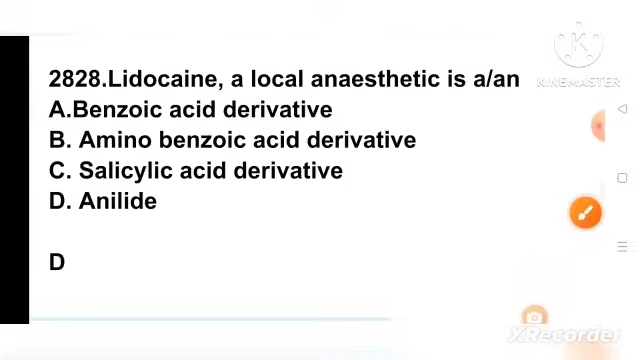 2828.Lidocaine, a local anaesthetic is a/an
A.Benzoic acid derivative
B. Amino benzoic acid derivative
C. Salicylic acid derivative
D. Anilide
D
K
KINEMASTER
XRecorder